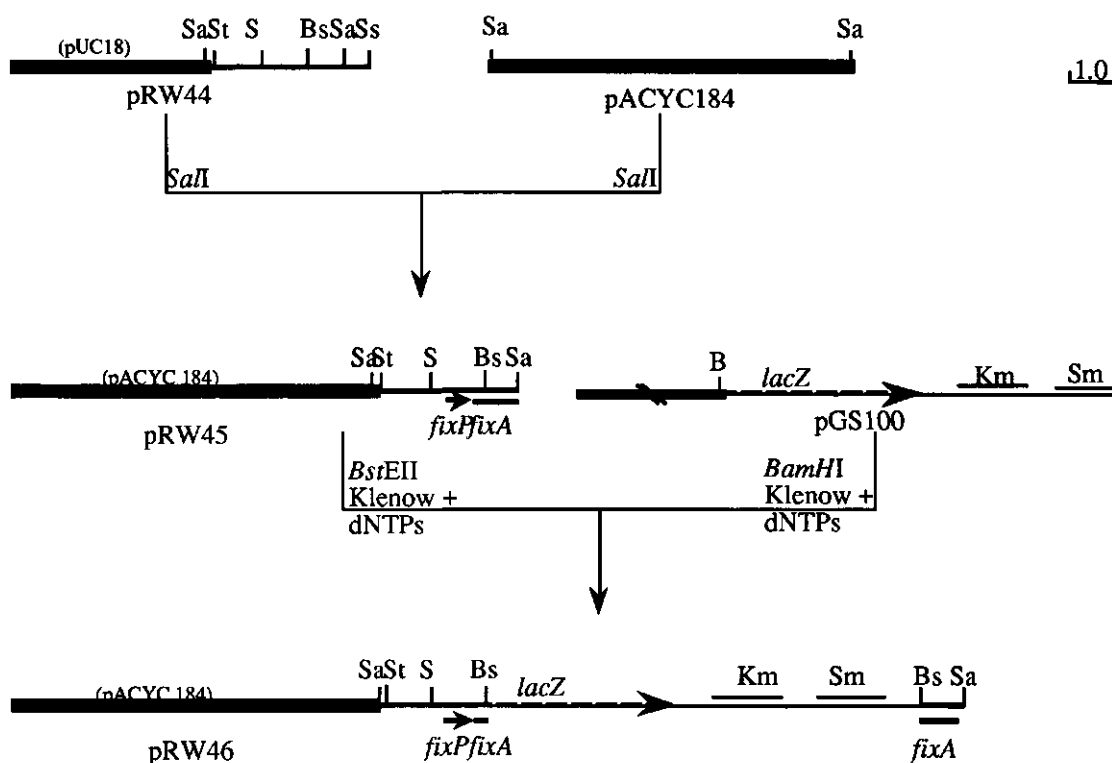 (pUC18)
SaSt S BsSaSs
Sa Sa
1.0
pRW44
pACYC184
SalI SalI
(pACYC 184)
SaSt S Bs Sa
B
lacZ
Km
Sm
pRW45
fixPfixA
pGS100
BstEII
Klenow +
dNTPs
BamHI
Klenow +
dNTPs
(pACYC 184)
SaSt S Bs
lacZ
Km
Sm
Bs Sa
pRW46
fixPfixA
fixA